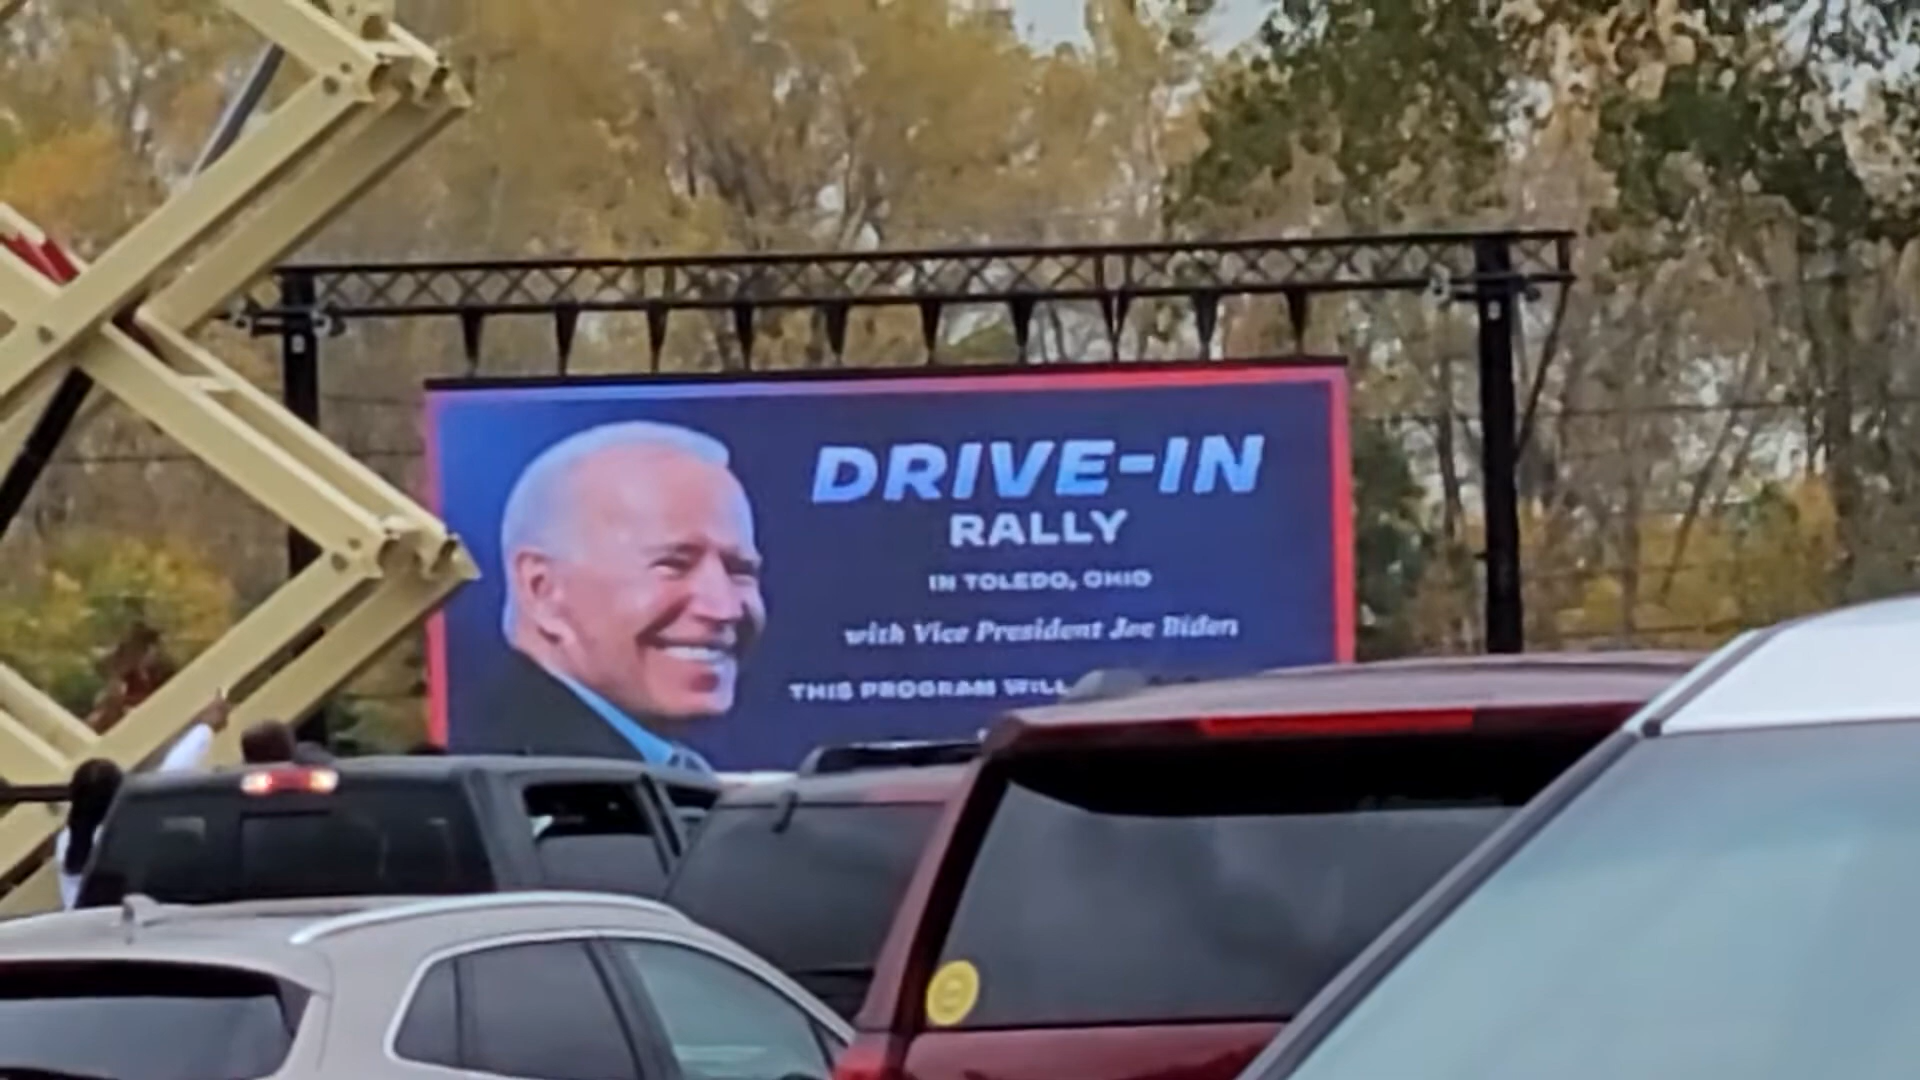 DRIVE-IN
RALLY
IN TOLEDO, OHIO
with Vice President Joe Biden
THIS PROGRAM WILL